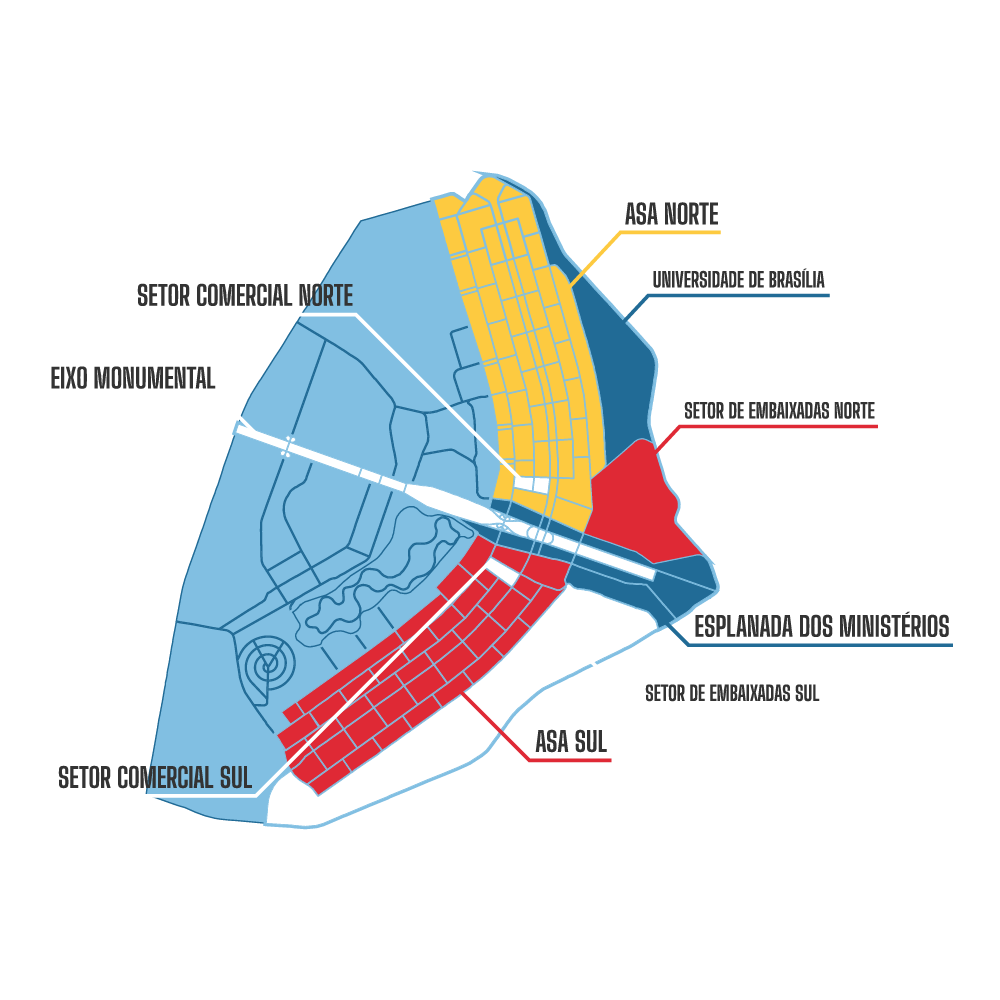 ASA NORTE
UNIVERSIDADE DE BRASÍLIA
SETOR COMERCIAL NORTE
EIXO MONUMENTAL
SETOR DE EMBAIXADAS NORTE
ESPLANADA DOS MINISTÉRIOS
SETOR DE EMBAIXADAS SUL
ASA SUL
SETOR COMERCIAL SUL